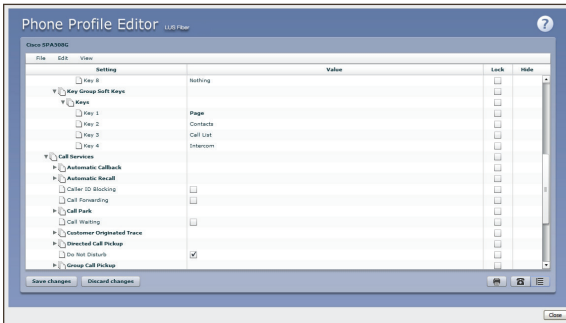 Phone Profile Editor LUS Fiber
?
Cisco SPA508G
File Edit View
Setting Value Lock Hide
Key 8 Nothing
Key Group Soft Keys
Keys
Key 1 Page
Key 2 Contacts
Key 3 Call List
Key 4 Intercom
Call Services
Automatic Callback
Automatic Recall
Caller ID Blocking
Call Forwarding
Call Park
Call Waiting
Customer Originated Trace
Directed Call Pickup
Do Not Disturb
Group Call Pickup
Save changes Discard changes
Close